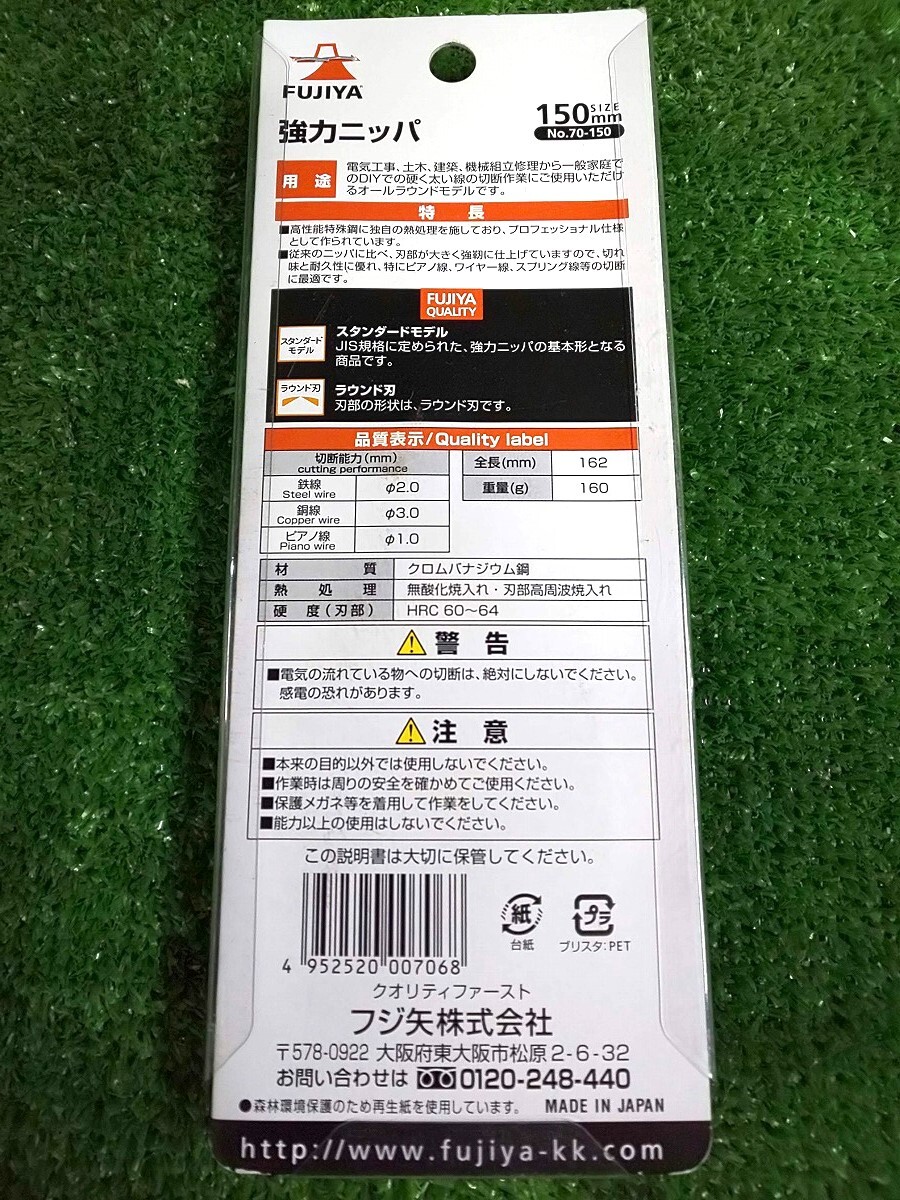 FUJIYA
強力ニッパ
150mm SIZE
No.70-150
用途
電気工事、土木、建築、機械組立修理から一般家庭で
のDIYでの硬く太い線の切断作業にご使用いただけ
るオールラウンドモデルです。
特長
■高性能特殊鋼に独自の熱処理を施しており、プロフェッショナル仕様
として作られています。
■従来のニッパに比べ、刃部が大きく強靭に仕上げていますので、切れ
味と耐久性に優れ、特にピアノ線、ワイヤー線、スプリング線等の切断
に最適です。
FUJIYA
QUALITY
スタンダード
モデル
スタンダードモデル
JIS規格に定められた、強力ニッパの基本形となる
商品です。
ラウンド刃
ラウンド刃
刃部の形状は、ラウンド刃です。
品質表示/Quality label
切断能力(mm)
cutting performance
鉄線
Steel wire
φ2.0
銅線
Copper wire
φ3.0
ピアノ線
Piano wire
φ1.0
全長(mm) 162
重量(g) 160
材質 クロムバナジウム鋼
熱処理 無酸化焼入れ・刃部高周波焼入れ
硬度(刃部) HRC 60～64
警告
■電気の流れている物への切断は、絶対にしないでください。
感電の恐れがあります。
注意
■本来の目的以外では使用しないでください。
■作業時は周りの安全を確かめてご使用ください。
■保護メガネ等を着用して作業をしてください。
■能力以上の使用はしないでください。
この説明書は大切に保管してください。
4 952520 007068
紙
台紙
プラ
ブリスタ:PET
クオリティファースト
フジ矢株式会社
〒578-0922 大阪府東大阪市松原2-6-32
お問い合わせは 0120-248-440
●森林環境保護のため再生紙を使用しています。 MADE IN JAPAN
http://www.fujiya-kk.com